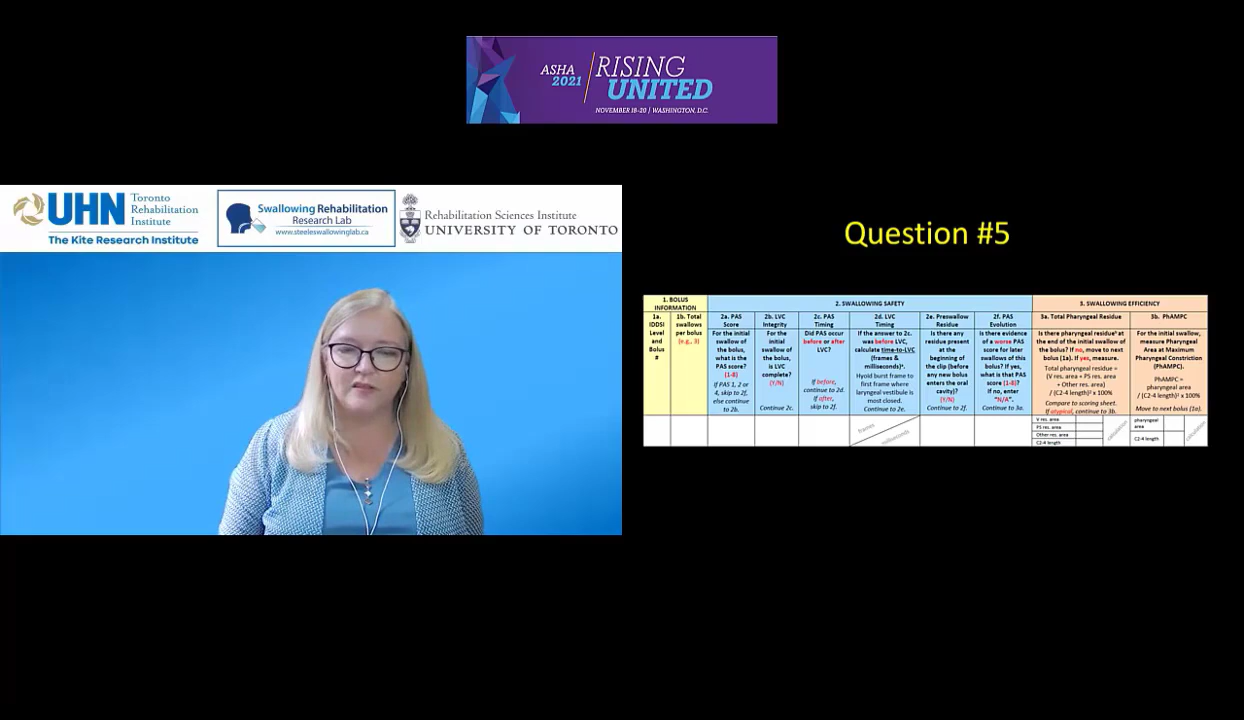 ASHA
2021
RISING
UNITED
NOVEMBER 18-20 | WASHINGTON, D.C.
UHN
Toronto
Rehabilitation
Institute
The Kite Research Institute
Swallowing Rehabilitation
Research Lab
www.steeleswallowinglab.ca
Rehabilitation Sciences Institute
UNIVERSITY OF TORONTO
Question #5
1. BOLUS
INFORMATION
2. SWALLOWING SAFETY
3. SWALLOWING EFFICIENCY
1a.
IDDSI
Level
and
Bolus
#
1b. Total
swallows
per bolus
(e.g., 3)
2a. PAS
Score
For the initial
swallow of
the bolus,
what is the
PAS score?
(1-8)
If PAS 1, 2 or
4, skip to 2f,
else continue
to 2b.
2b. LVC
Integrity
For the
initial
swallow of
the bolus,
is LVC
complete?
(Y/N)
Continue 2c.
2c. PAS
Timing
Did PAS occur
before or after
LVC?
If before,
continue to 2d.
If after,
skip to 2f.
2d. LVC
Timing
If the answer to 2c.
was before LVC,
calculate time-to-LVC
(frames &
milliseconds)ᵃ.
Hyoid burst frame to
first frame where
laryngeal vestibule is
most closed.
Continue to 2e.
frames
milliseconds
2e. Preswallow
Residue
Is there any
residue present
at the
beginning of
the clip (before
any new bolus
enters the oral
cavity)?
(Y/N)
Continue to 2f.
2f. PAS
Evolution
Is there evidence
of a worse PAS
score for later
swallows of this
bolus? If yes,
what is that PAS
score (1-8)?
If no, enter
"N/A".
Continue to 3a.
3a. Total Pharyngeal Residue
Is there pharyngeal residueᵇ at
the end of the initial swallow of
the bolus? If no, move to next
bolus (1a). If yes, measure.
Total pharyngeal residue =
(V res. area + PS res. area
+ Other res. area)
/ (C2-4 length)² x 100%
Compare to scoring sheet.
If atypical, continue to 3b.
V res. area
PS res. area
Other res. area
C2-4 length
calculation
3b. PhAMPC
For the initial swallow,
measure Pharyngeal
Area at Maximum
Pharyngeal Constriction
(PhAMPC).
PhAMPC =
pharyngeal area
/ (C2-4 length)² x 100%
Move to next bolus (1a).
pharyngeal
area
C2-4 length
calculation